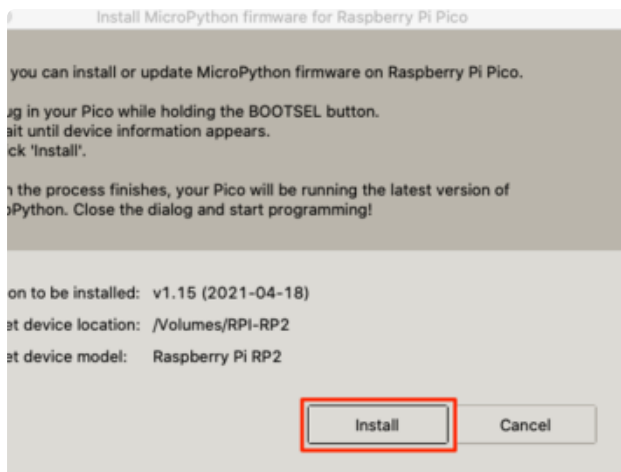 Install MicroPython firmware for Raspberry Pi Pico
you can install or update MicroPython firmware on Raspberry Pi Pico.
ug in your Pico while holding the BOOTSEL button.
ait until device information appears.
ck 'Install'.
n the process finishes, your Pico will be running the latest version of
oPython. Close the dialog and start programming!
on to be installed: v1.15 (2021-04-18)
et device location: /Volumes/RPI-RP2
et device model: Raspberry Pi RP2
Install Cancel